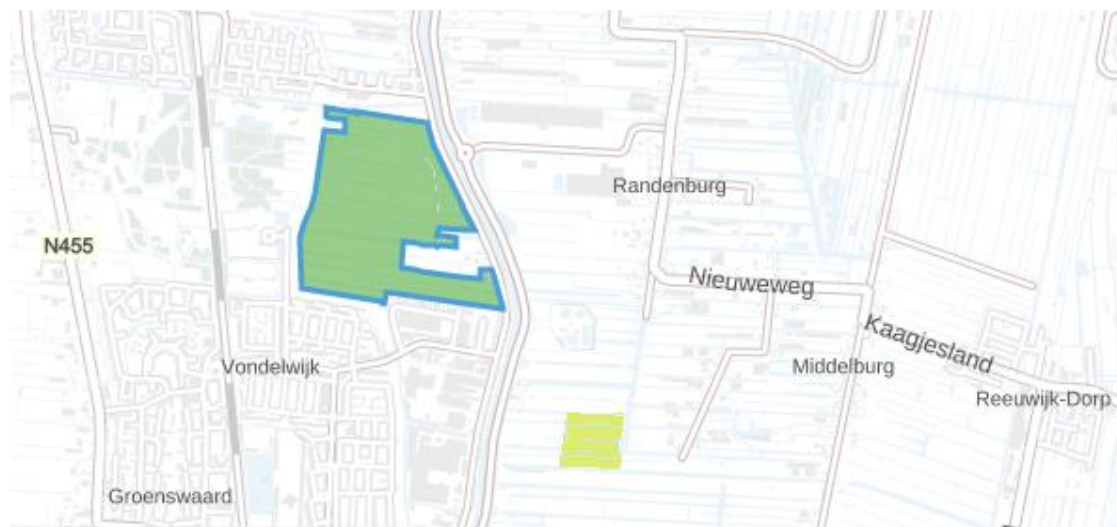 Randenburg
N455
Nieuweweg
Kaagjesland
Vondelwijk
Middelburg
Reeuwijk-Dorp
Groenswaard